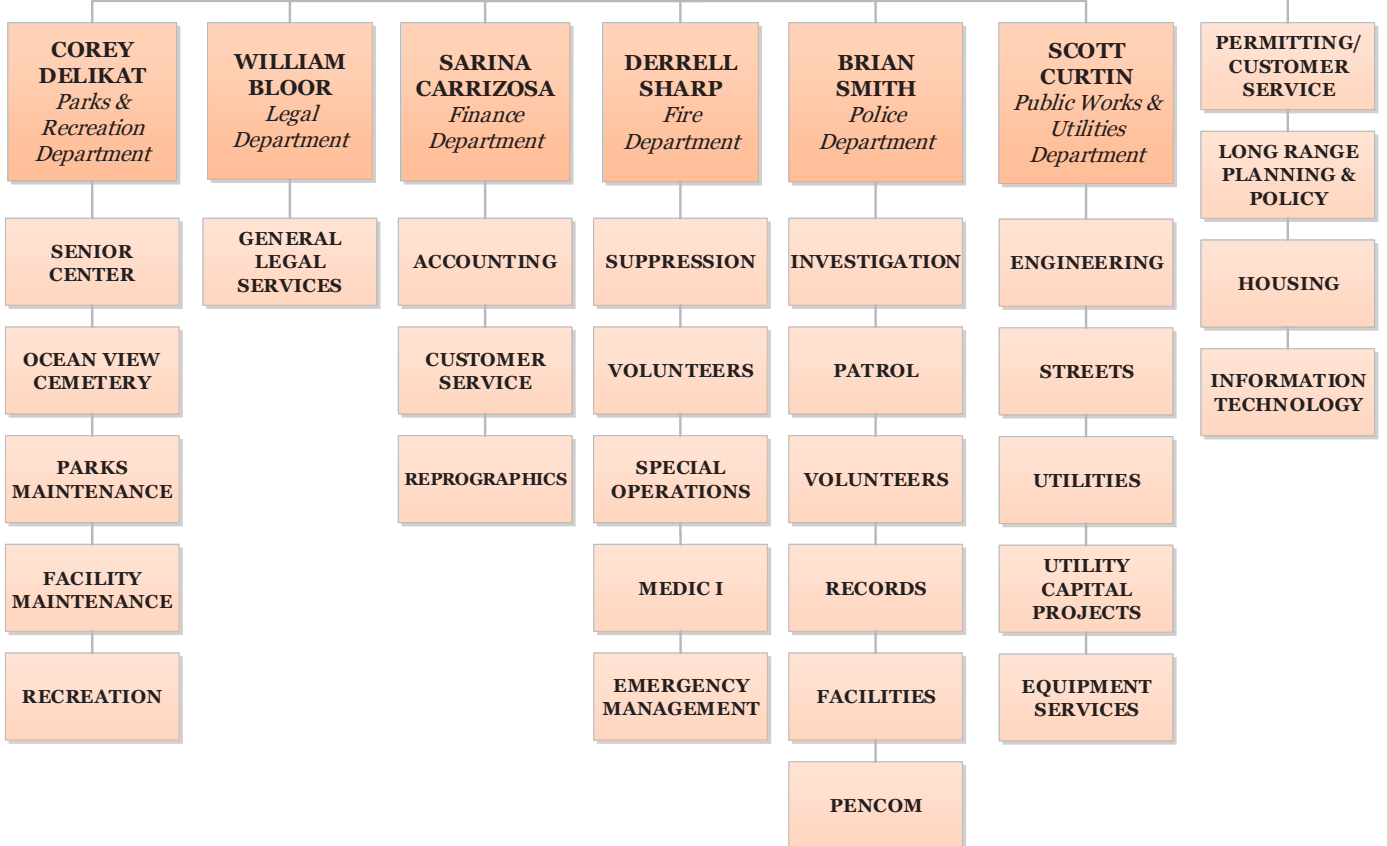 COREY
DELIKAT
Parks &
Recreation
Department
SENIOR
CENTER
OCEAN VIEW
CEMETERY
PARKS
MAINTENANCE
FACILITY
MAINTENANCE
RECREATION
WILLIAM
BLOOR
Legal
Department
GENERAL
LEGAL
SERVICES
SARINA
CARRIZOSA
Finance
Department
ACCOUNTING
CUSTOMER
SERVICE
REPROGRAPHICS
DERRELL
SHARP
Fire
Department
SUPPRESSION
VOLUNTEERS
SPECIAL
OPERATIONS
MEDIC I
EMERGENCY
MANAGEMENT
BRIAN
SMITH
Police
Department
INVESTIGATION
PATROL
VOLUNTEERS
RECORDS
FACILITIES
PENCOM
SCOTT
CURTIN
Public Works &
Utilities
Department
ENGINEERING
STREETS
UTILITIES
UTILITY
CAPITAL
PROJECTS
EQUIPMENT
SERVICES
PERMITTING/
CUSTOMER
SERVICE
LONG RANGE
PLANNING &
POLICY
HOUSING
INFORMATION
TECHNOLOGY